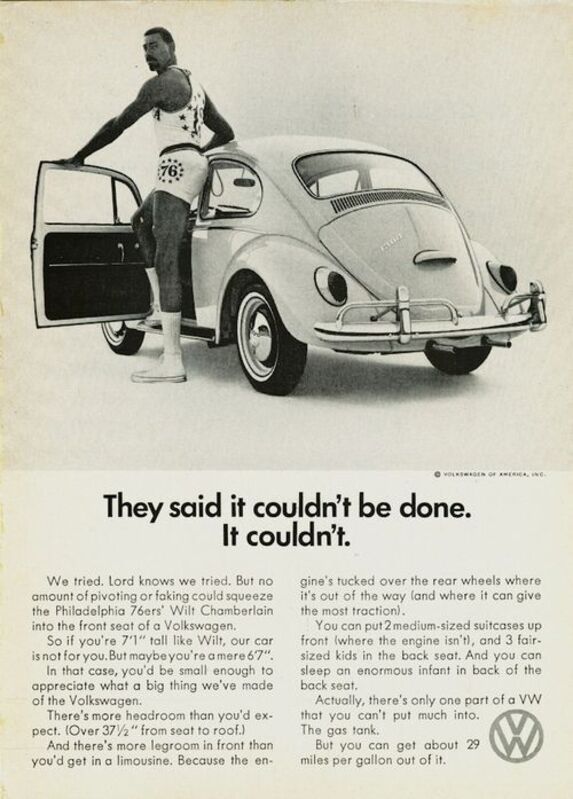 76
© VOLKSWAGEN OF AMERICA, INC.
They said it couldn't be done.
It couldn't.
We tried. Lord knows we tried. But no
amount of pivoting or faking could squeeze
the Philadelphia 76ers' Wilt Chamberlain
into the front seat of a Volkswagen.
So if you're 7'1" tall like Wilt, our car
is not for you. But maybe you're a mere 6'7".
In that case, you'd be small enough to
appreciate what a big thing we've made
of the Volkswagen.
There's more headroom than you'd ex-
pect. (Over 37½" from seat to roof.)
And there's more legroom in front than
you'd get in a limousine. Because the en-
gine's tucked over the rear wheels where
it's out of the way (and where it can give
the most traction).
You can put 2 medium-sized suitcases up
front (where the engine isn't), and 3 fair-
sized kids in the back seat. And you can
sleep an enormous infant in back of the
back seat.
Actually, there's only one part of a VW
that you can't put much into.
The gas tank.
But you can get about 29
miles per gallon out of it.
VW